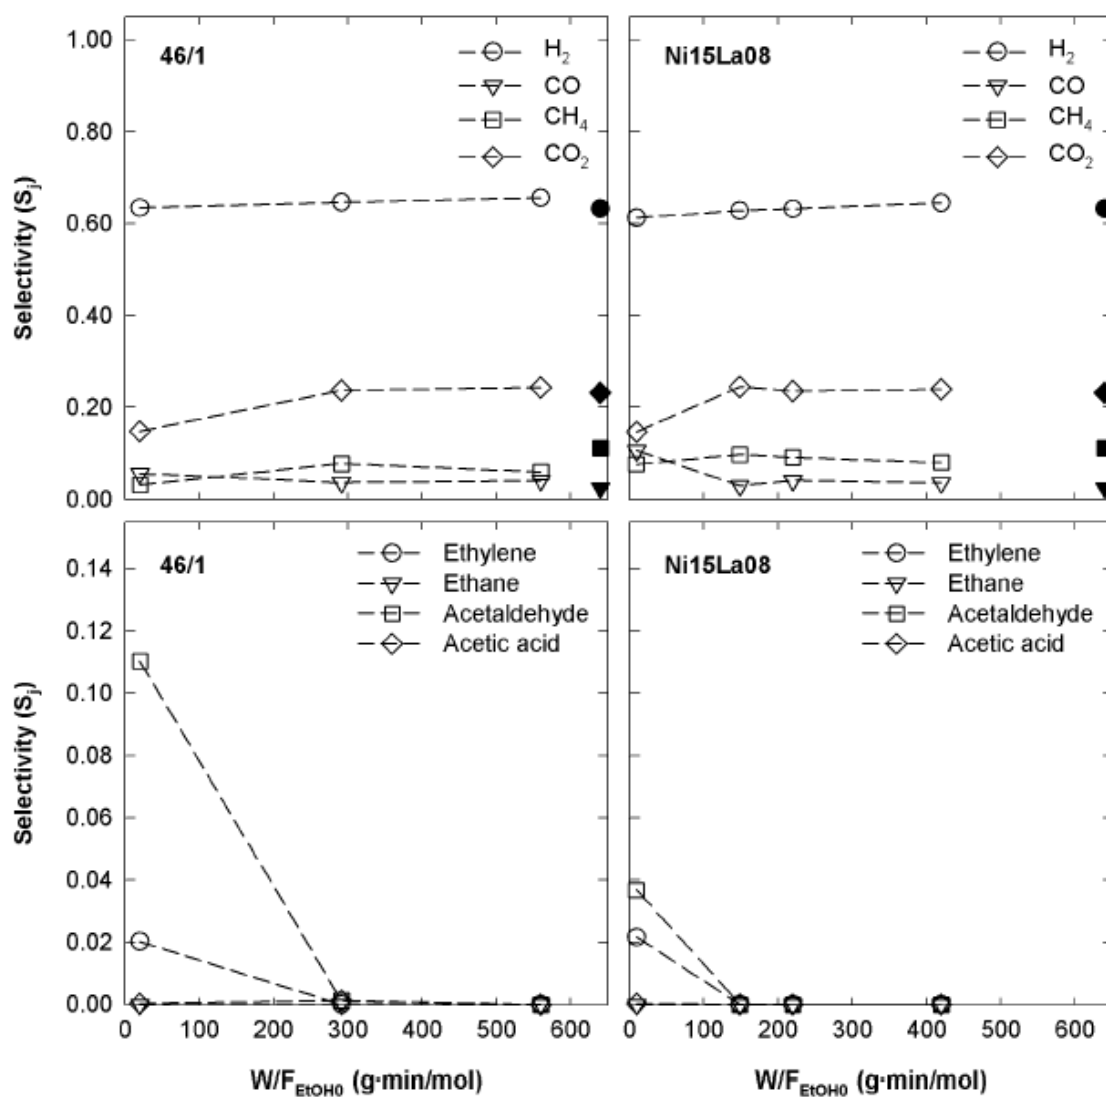 46/1
H₂
CO
CH₄
CO₂
Ni15La08
H₂
CO
CH₄
CO₂
1.00
0.80
0.60
0.40
0.20
0.00
Selectivity (Sⱼ)
46/1
Ethylene
Ethane
Acetaldehyde
Acetic acid
Ni15La08
Ethylene
Ethane
Acetaldehyde
Acetic acid
0.14
0.12
0.10
0.08
0.06
0.04
0.02
0.00
Selectivity (Sⱼ)
0 100 200 300 400 500 600
0 100 200 300 400 500 600
W/F_EtOH0 (g·min/mol)
W/F_EtOH0 (g·min/mol)